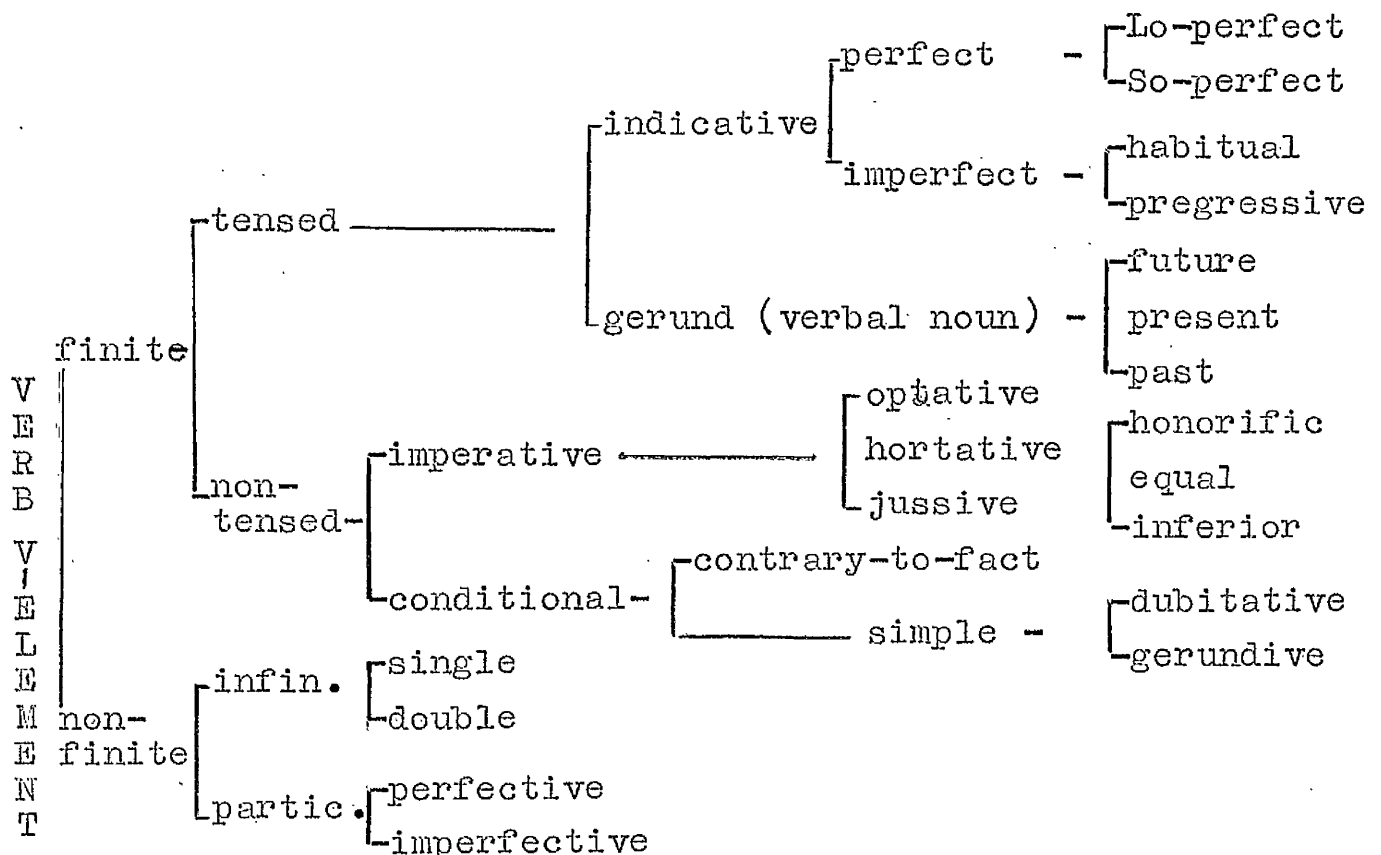 Lo-perfect
perfect -
So-perfect
indicative
habitual
imperfect -
pregressive
tensed
future
gerund (verbal noun) -
present
finite
past
optative
honorific
imperative
hortative
equal
non-
tensed-
jussive
inferior
contrary-to-fact
conditional-
dubitative
simple -
gerundive
single
infin.
double
non-
finite
perfective
partic.
imperfective
VERB V-ELEMENT